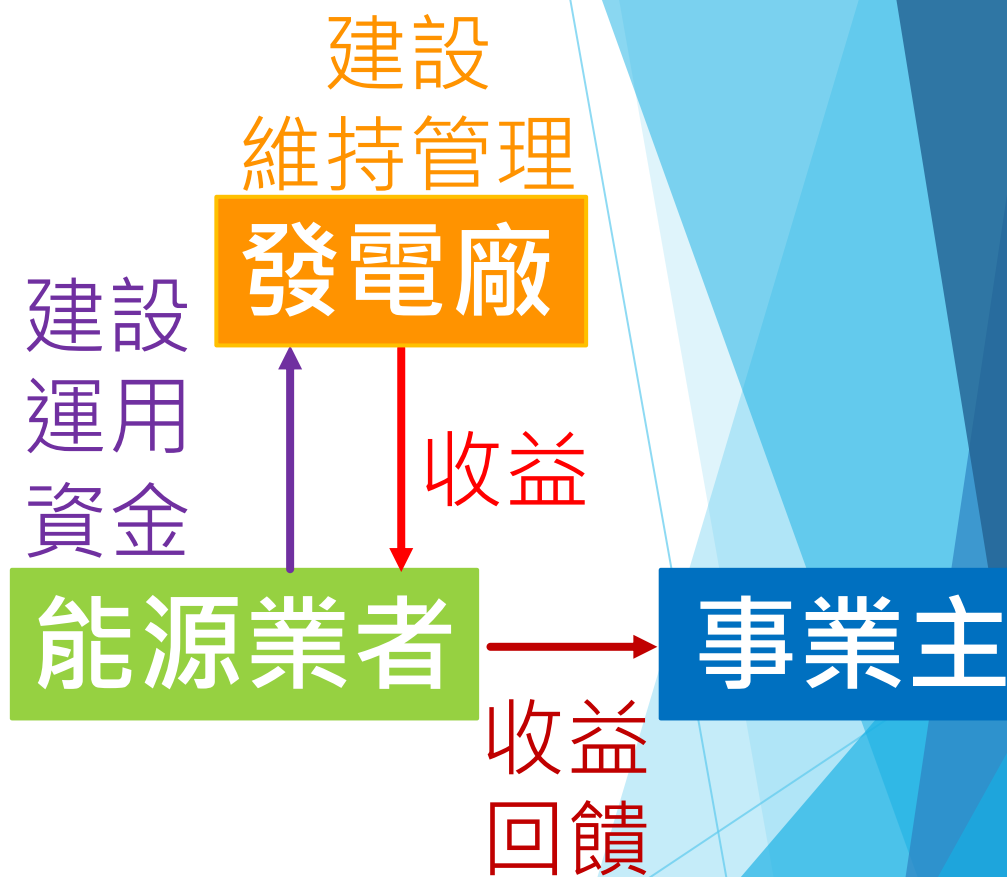 建設
維持管理
發電廠
建設
運用
資金
收益
能源業者
事業主
收益
回饋